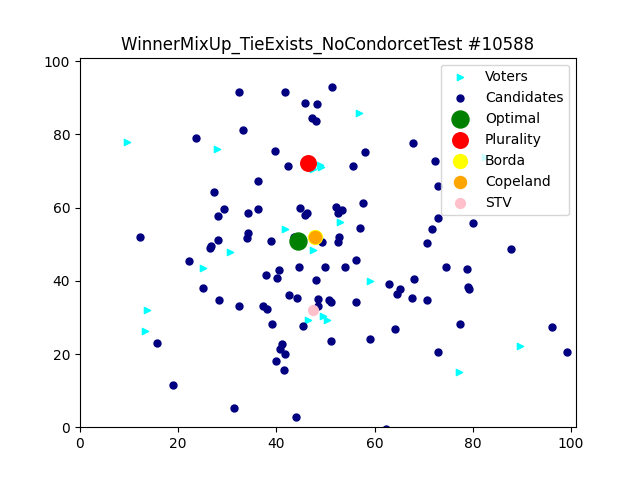 WinnerMixUp_TieExists_NoCondorcetTest #10588
100
80
60
40
20
0
0
20
40
60
80
100
Voters
Candidates
Optimal
Plurality
Borda
Copeland
STV